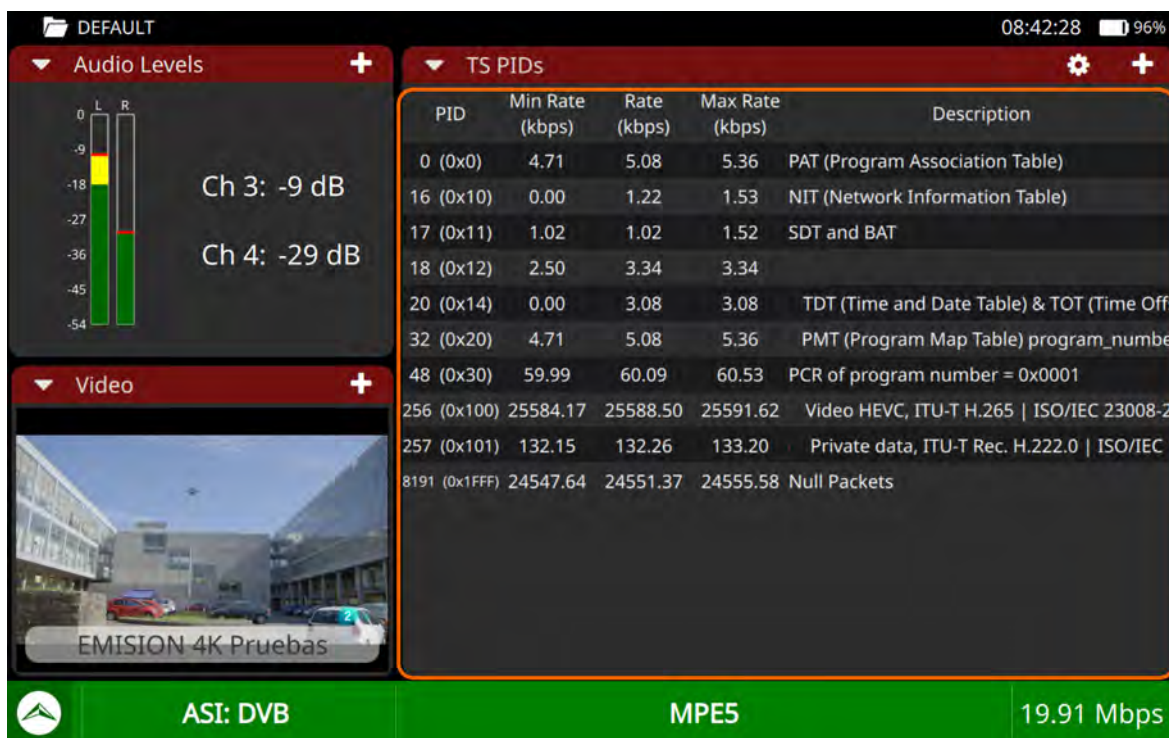 DEFAULT
08:42:28 96%
Audio Levels
L R
0
-9
-18
-27
-36
-45
-54
Ch 3: -9 dB
Ch 4: -29 dB
Video
2
EMISION 4K Pruebas
TS PIDs
PID Min Rate (kbps) Rate (kbps) Max Rate (kbps) Description
0 (0x0) 4.71 5.08 5.36 PAT (Program Association Table)
16 (0x10) 0.00 1.22 1.53 NIT (Network Information Table)
17 (0x11) 1.02 1.02 1.52 SDT and BAT
18 (0x12) 2.50 3.34 3.34
20 (0x14) 0.00 3.08 3.08 TDT (Time and Date Table) & TOT (Time Off
32 (0x20) 4.71 5.08 5.36 PMT (Program Map Table) program_numbe
48 (0x30) 59.99 60.09 60.53 PCR of program number = 0x0001
256 (0x100) 25584.17 25588.50 25591.62 Video HEVC, ITU-T H.265 | ISO/IEC 23008-2
257 (0x101) 132.15 132.26 133.20 Private data, ITU-T Rec. H.222.0 | ISO/IEC
8191 (0x1FFF) 24547.64 24551.37 24555.58 Null Packets
ASI: DVB MPE5 19.91 Mbps